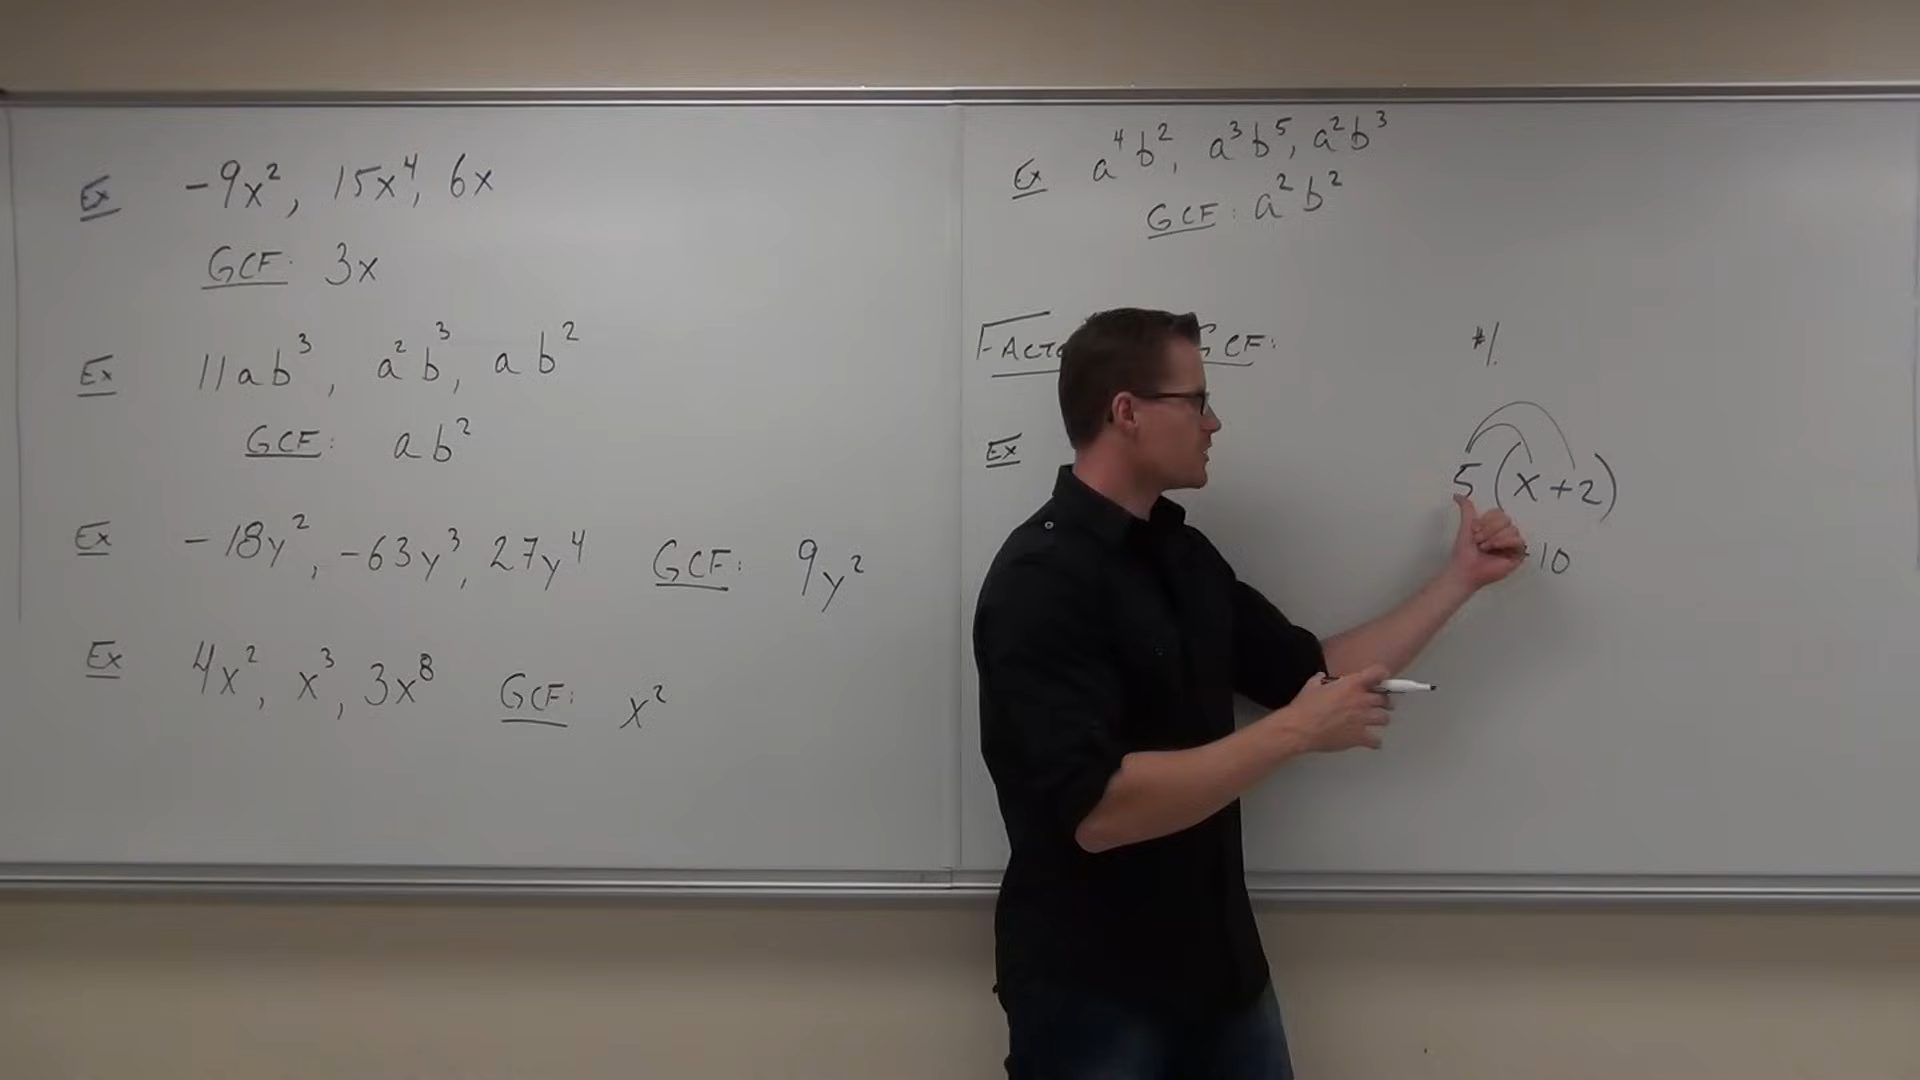 Ex -9x², 15x⁴, 6x
GCF: 3x
Ex 11ab³, a²b³, ab²
GCF: ab²
Ex -18y², -63y³, 27y⁴ GCF: 9y²
Ex 4x², x³, 3x⁸ GCF: x²
Ex a⁴b², a³b⁵, a²b³
GCF: a²b²
GCF:
#1.
Ex
5(x+2)
10